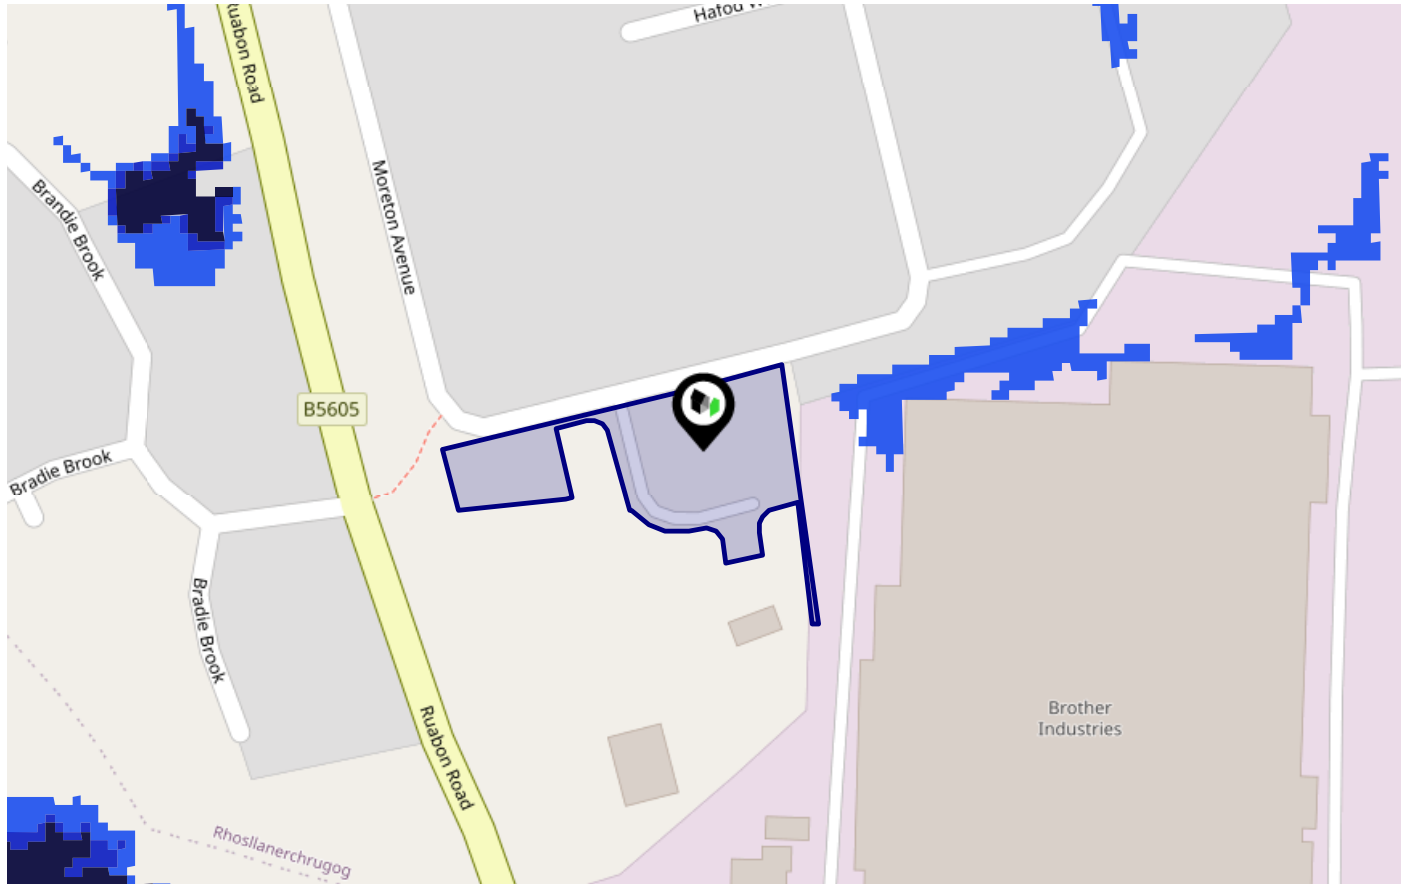 Hafod
Ruabon Road
Moreton Avenue
Brandie Brook
B5605
Bradie Brook
Bradie Brook
Ruabon Road
Brother
Industries
Rhosllanerchrugog